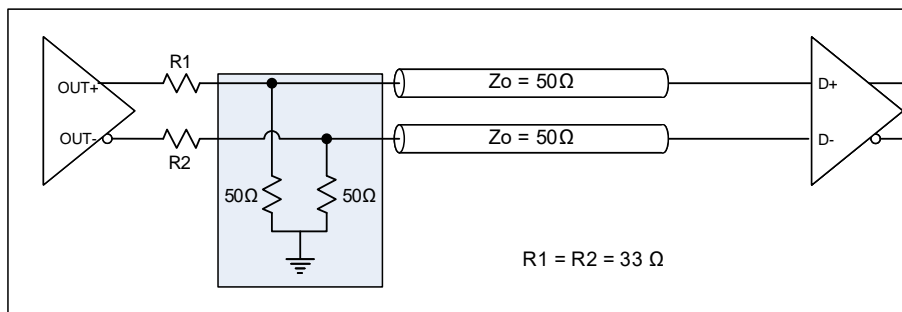 R1
OUT+
Zo = 50Ω
D+
OUT-
Zo = 50Ω
D-
R2
50Ω
50Ω
R1 = R2 = 33 Ω